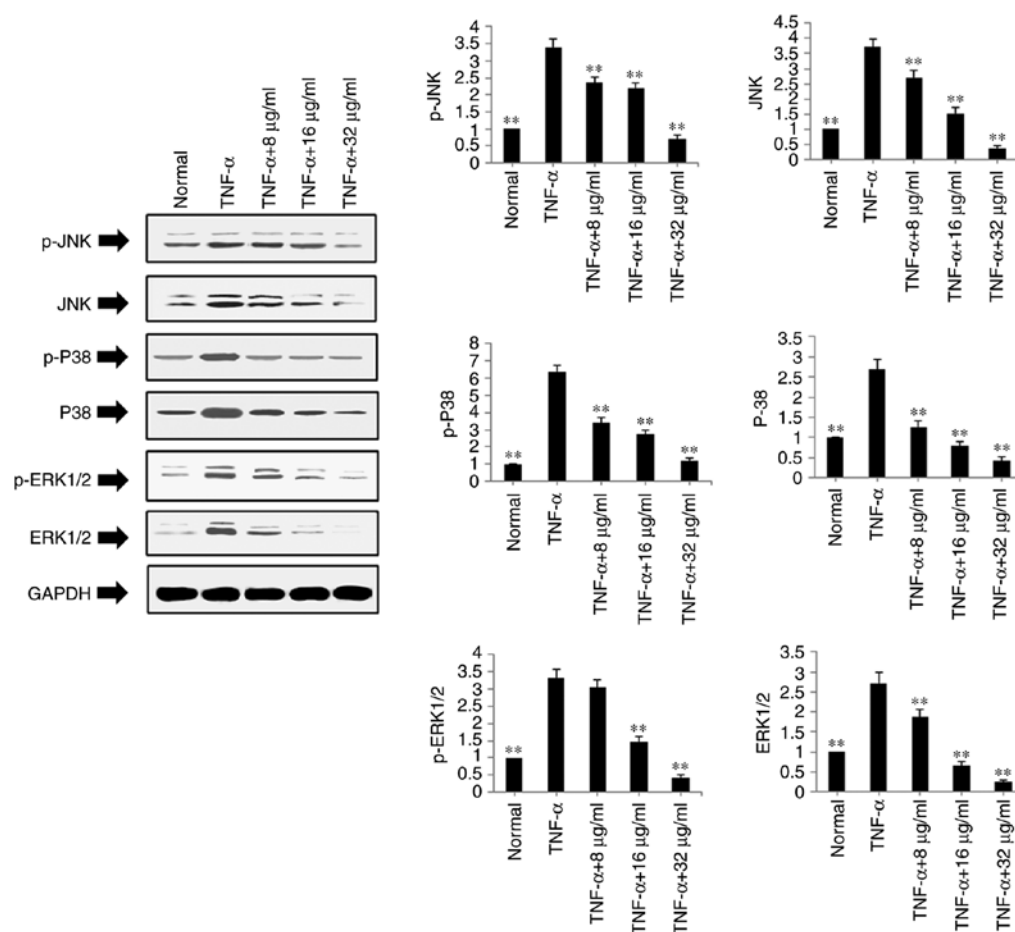 Normal
TNF-α
TNF-α+8 µg/ml
TNF-α+16 µg/ml
TNF-α+32 µg/ml
p-JNK
JNK
p-P38
P38
p-ERK1/2
ERK1/2
GAPDH
p-JNK
4
3.5
3
2.5
2
1.5
1
0.5
0
**
**
**
**
Normal
TNF-α
TNF-α+8 µg/ml
TNF-α+16 µg/ml
TNF-α+32 µg/ml
JNK
4.5
4
3.5
3
2.5
2
1.5
1
0.5
0
**
**
**
**
Normal
TNF-α
TNF-α+8 µg/ml
TNF-α+16 µg/ml
TNF-α+32 µg/ml
p-P38
8
7
6
5
4
3
2
1
0
**
**
**
**
Normal
TNF-α
TNF-α+8 µg/ml
TNF-α+16 µg/ml
TNF-α+32 µg/ml
P-38
3.5
3
2.5
2
1.5
1
0.5
0
**
**
**
**
Normal
TNF-α
TNF-α+8 µg/ml
TNF-α+16 µg/ml
TNF-α+32 µg/ml
p-ERK1/2
4
3.5
3
2.5
2
1.5
1
0.5
0
**
**
**
Normal
TNF-α
TNF-α+8 µg/ml
TNF-α+16 µg/ml
TNF-α+32 µg/ml
ERK1/2
3.5
3
2.5
2
1.5
1
0.5
0
**
**
**
**
Normal
TNF-α
TNF-α+8 µg/ml
TNF-α+16 µg/ml
TNF-α+32 µg/ml